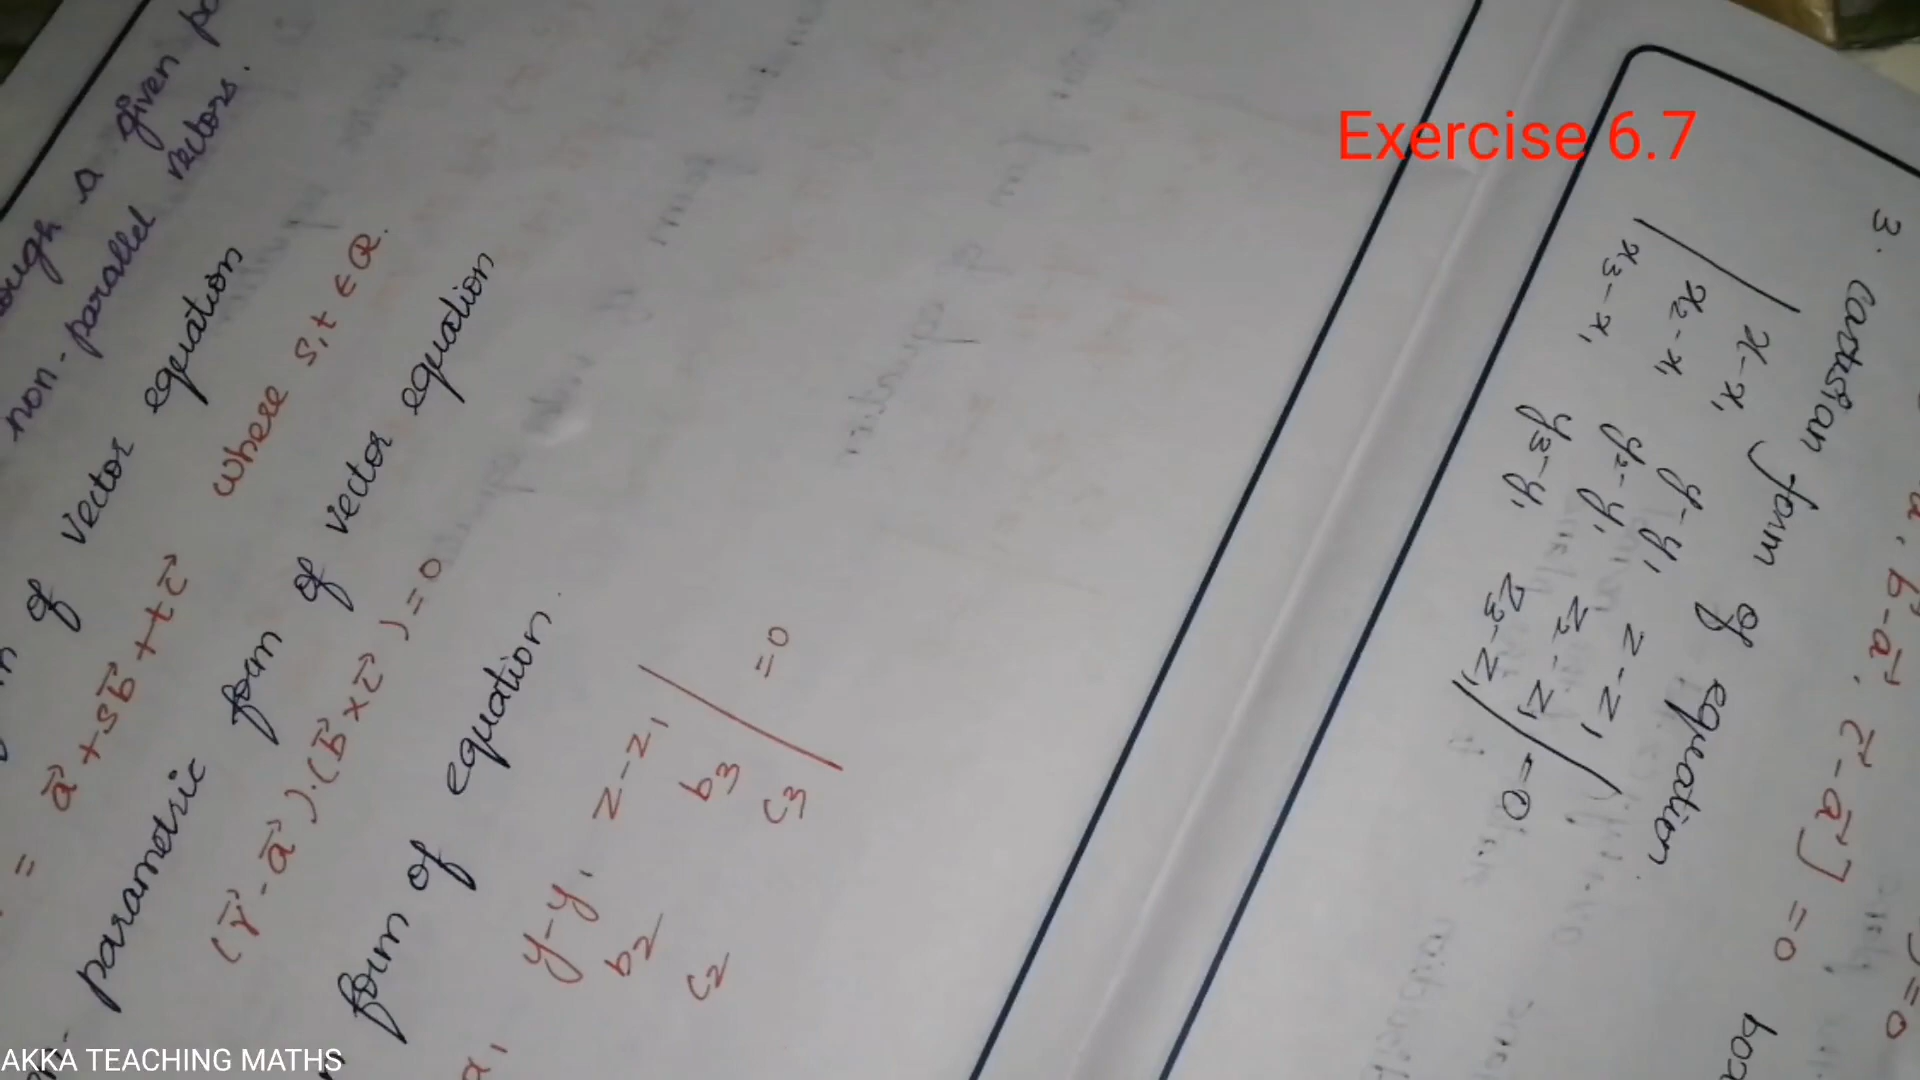 Exercise 6.7
ough a given
non-parallel vectors.
of vector equation
= a⃗ + sb⃗ + tc⃗ where s,t ∈ R.
parametric form of vector equation
(r⃗ - a⃗).(b⃗ × c⃗) = 0
form of equation.
y-y₁ z-z₁
b₂ b₃ = 0
c₂ c₃
b⃗-a⃗, c⃗-a⃗] = 0
3. Cartesian form of equation
| x-x₁ y-y₁ z-z₁ |
| x₂-x₁ y₂-y₁ z₂-z₁ | = 0
| x₃-x₁ y₃-y₁ z₃-z₁ |
AKKA TEACHING MATHS